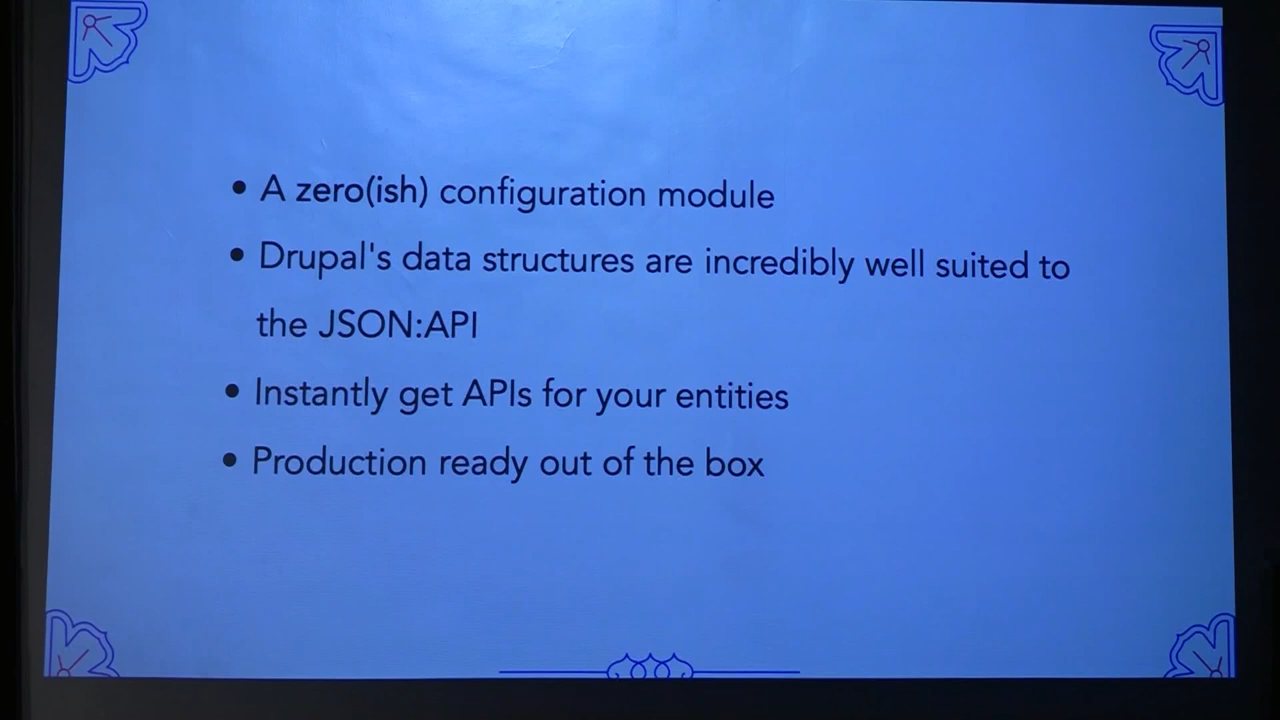 • A zero(ish) configuration module
• Drupal's data structures are incredibly well suited to
the JSON:API
• Instantly get APIs for your entities
• Production ready out of the box